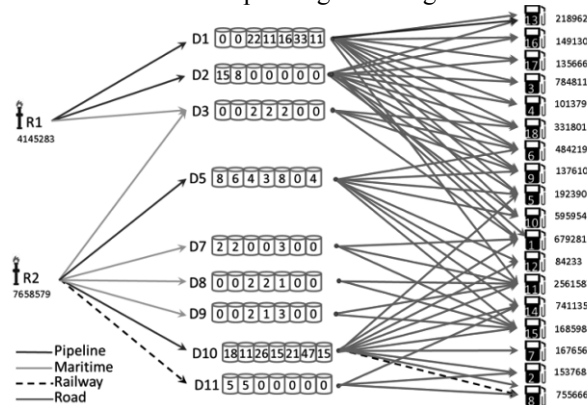 R1
4145283
R2
7658579
Pipeline
Maritime
Railway
Road
D1 0 0 22 11 16 33 11
D2 15 8 0 0 0 0 0
D3 0 0 2 2 2 0 0
D5 8 6 4 3 8 0 4
D7 2 2 0 0 3 0 0
D8 0 0 2 2 1 0 0
D9 0 0 2 1 3 0 0
D10 18 11 26 15 21 47 15
D11 5 5 0 0 0 0 0
13 218962
16 149130
17 135666
3 784811
4 101379
18 331801
6 484219
9 137610
5 192390
10 595954
1 679281
12 84233
11 256158
14 741135
15 168598
7 167656
2 153768
8 755666